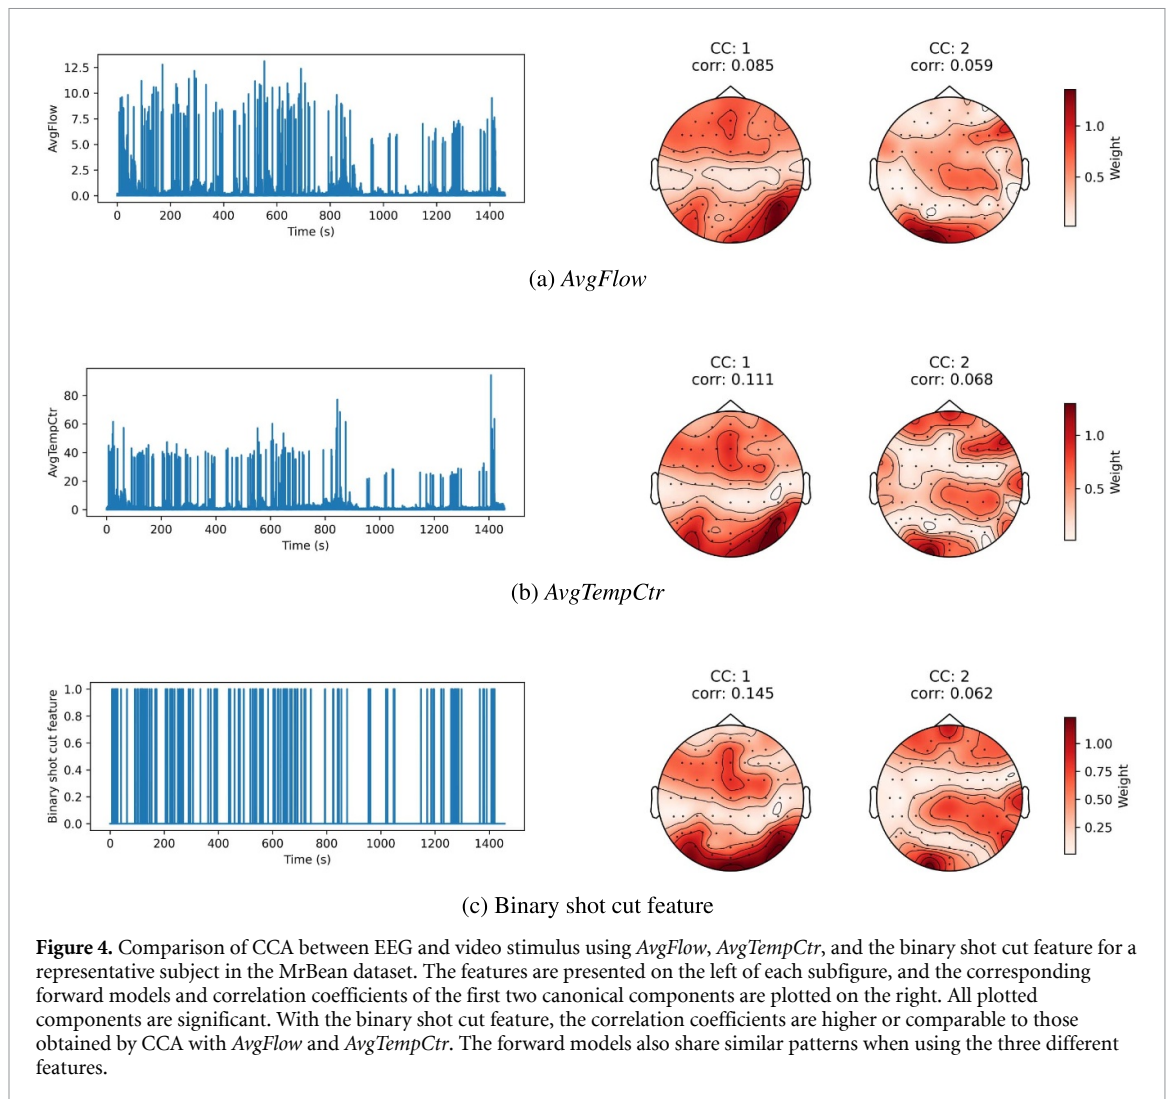 CC: 1
corr: 0.085
CC: 2
corr: 0.059
12.5
10.0
7.5
5.0
2.5
0.0
AvgFlow
0 200 400 600 800 1000 1200 1400
Time (s)
1.0
0.5
Weight
(a) AvgFlow
CC: 1
corr: 0.111
CC: 2
corr: 0.068
80
60
40
20
0
AvgTempCtr
0 200 400 600 800 1000 1200 1400
Time (s)
1.0
0.5
Weight
(b) AvgTempCtr
CC: 1
corr: 0.145
CC: 2
corr: 0.062
1.0
0.8
0.6
0.4
0.2
0.0
Binary shot cut feature
0 200 400 600 800 1000 1200 1400
Time (s)
1.00
0.75
0.50
0.25
Weight
(c) Binary shot cut feature
Figure 4. Comparison of CCA between EEG and video stimulus using AvgFlow, AvgTempCtr, and the binary shot cut feature for a
representative subject in the MrBean dataset. The features are presented on the left of each subfigure, and the corresponding
forward models and correlation coefficients of the first two canonical components are plotted on the right. All plotted
components are significant. With the binary shot cut feature, the correlation coefficients are higher or comparable to those
obtained by CCA with AvgFlow and AvgTempCtr. The forward models also share similar patterns when using the three different
features.